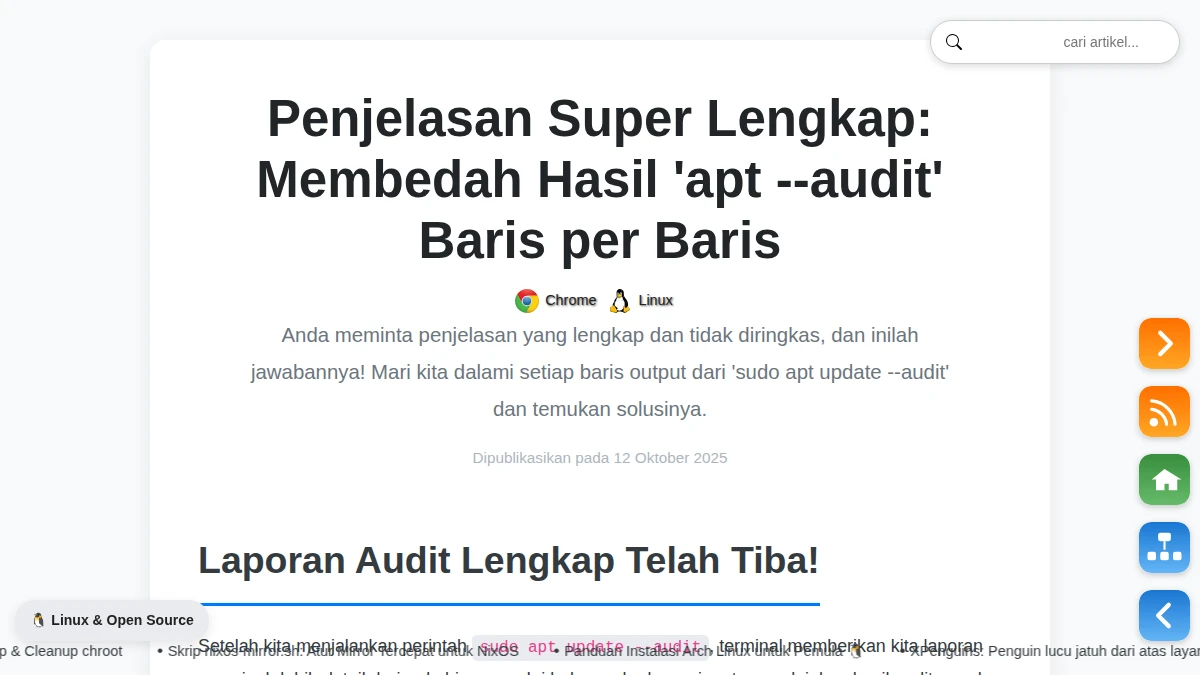 cari artikel...
Penjelasan Super Lengkap:
Membedah Hasil 'apt --audit'
Baris per Baris
Chrome Linux
Anda meminta penjelasan yang lengkap dan tidak diringkas, dan inilah
jawabannya! Mari kita dalami setiap baris output dari 'sudo apt update --audit'
dan temukan solusinya.
Dipublikasikan pada 12 Oktober 2025
Laporan Audit Lengkap Telah Tiba!
🐧 Linux & Open Source
Setelah kita menjalankan perintah sudo apt update --audit, terminal memberikan kita laporan
p & Cleanup chroot • Skrip nixos-mirror.sh: Atur Mirror Tercepat untuk NixOS • Panduan Instalasi Arch Linux untuk Pemula 🐧 • XPenguins: Penguin lucu jatuh dari atas layar